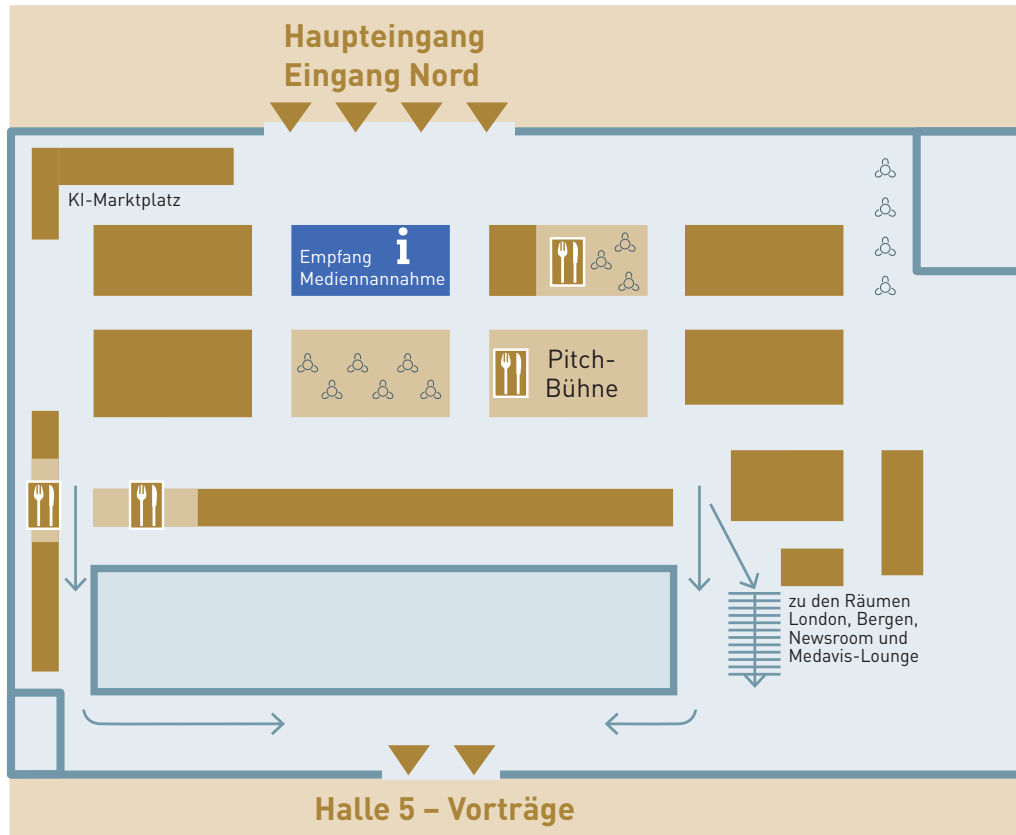 Haupteingang
Eingang Nord
KI-Marktplatz
Empfang i
Mediennannahme
Pitch-
Bühne
zu den Räumen
London, Bergen,
Newsroom und
Medavis-Lounge
Halle 5 – Vorträge